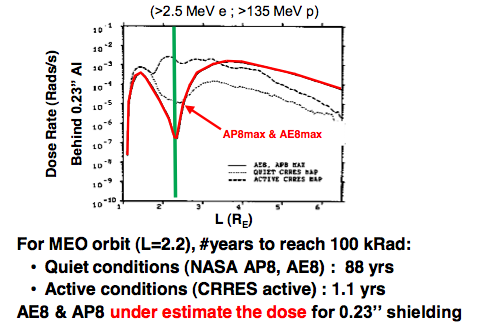 (>2.5 MeV e ; >135 MeV p)
Dose Rate (Rads/s)
Behind 0.23” Al
10 -1
10 -2
10 -3
10 -4
10 -5
10 -6
10 -7
10 -8
10 -9
10 -10
AP8max & AE8max
AE8, AP8 MAX
QUIET CRRES MAP
ACTIVE CRRES MAP
1 2 3 4 5 6
L (RE)
For MEO orbit (L=2.2), #years to reach 100 kRad:
• Quiet conditions (NASA AP8, AE8) : 88 yrs
• Active conditions (CRRES active) : 1.1 yrs
AE8 & AP8 under estimate the dose for 0.23” shielding